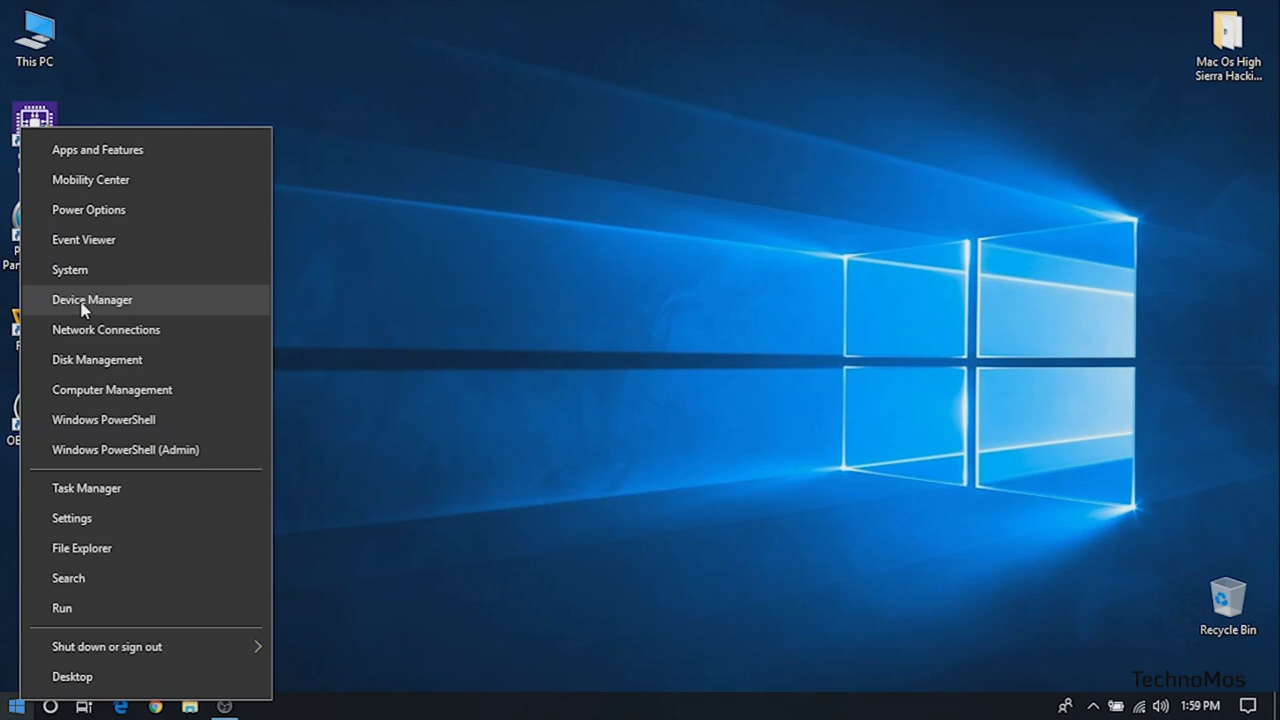 This PC
Mac Os High
Sierra Hacki...
Apps and Features
Mobility Center
Power Options
Event Viewer
System
Device Manager
Network Connections
Disk Management
Computer Management
Windows PowerShell
Windows PowerShell (Admin)
Task Manager
Settings
File Explorer
Search
Run
Shut down or sign out
Desktop
Recycle Bin
TechnoMos
1:59 PM